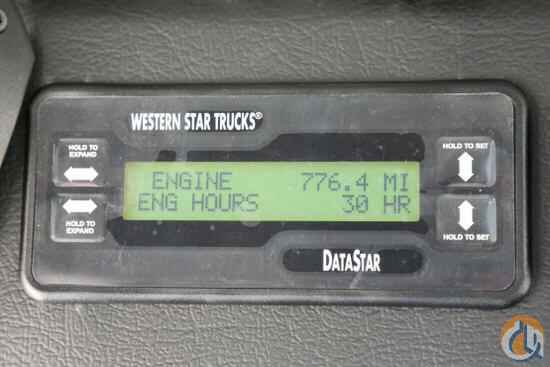 WESTERN STAR TRUCKS®
HOLD TO
EXPAND
HOLD TO SET
ENGINE 776.4 MI
ENG HOURS 30 HR
HOLD TO
EXPAND
HOLD TO SET
DATASTAR